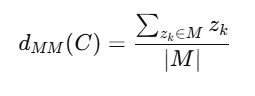 d_{MM}(C) = \frac{\sum_{z_k \in M} z_k}{|M|}